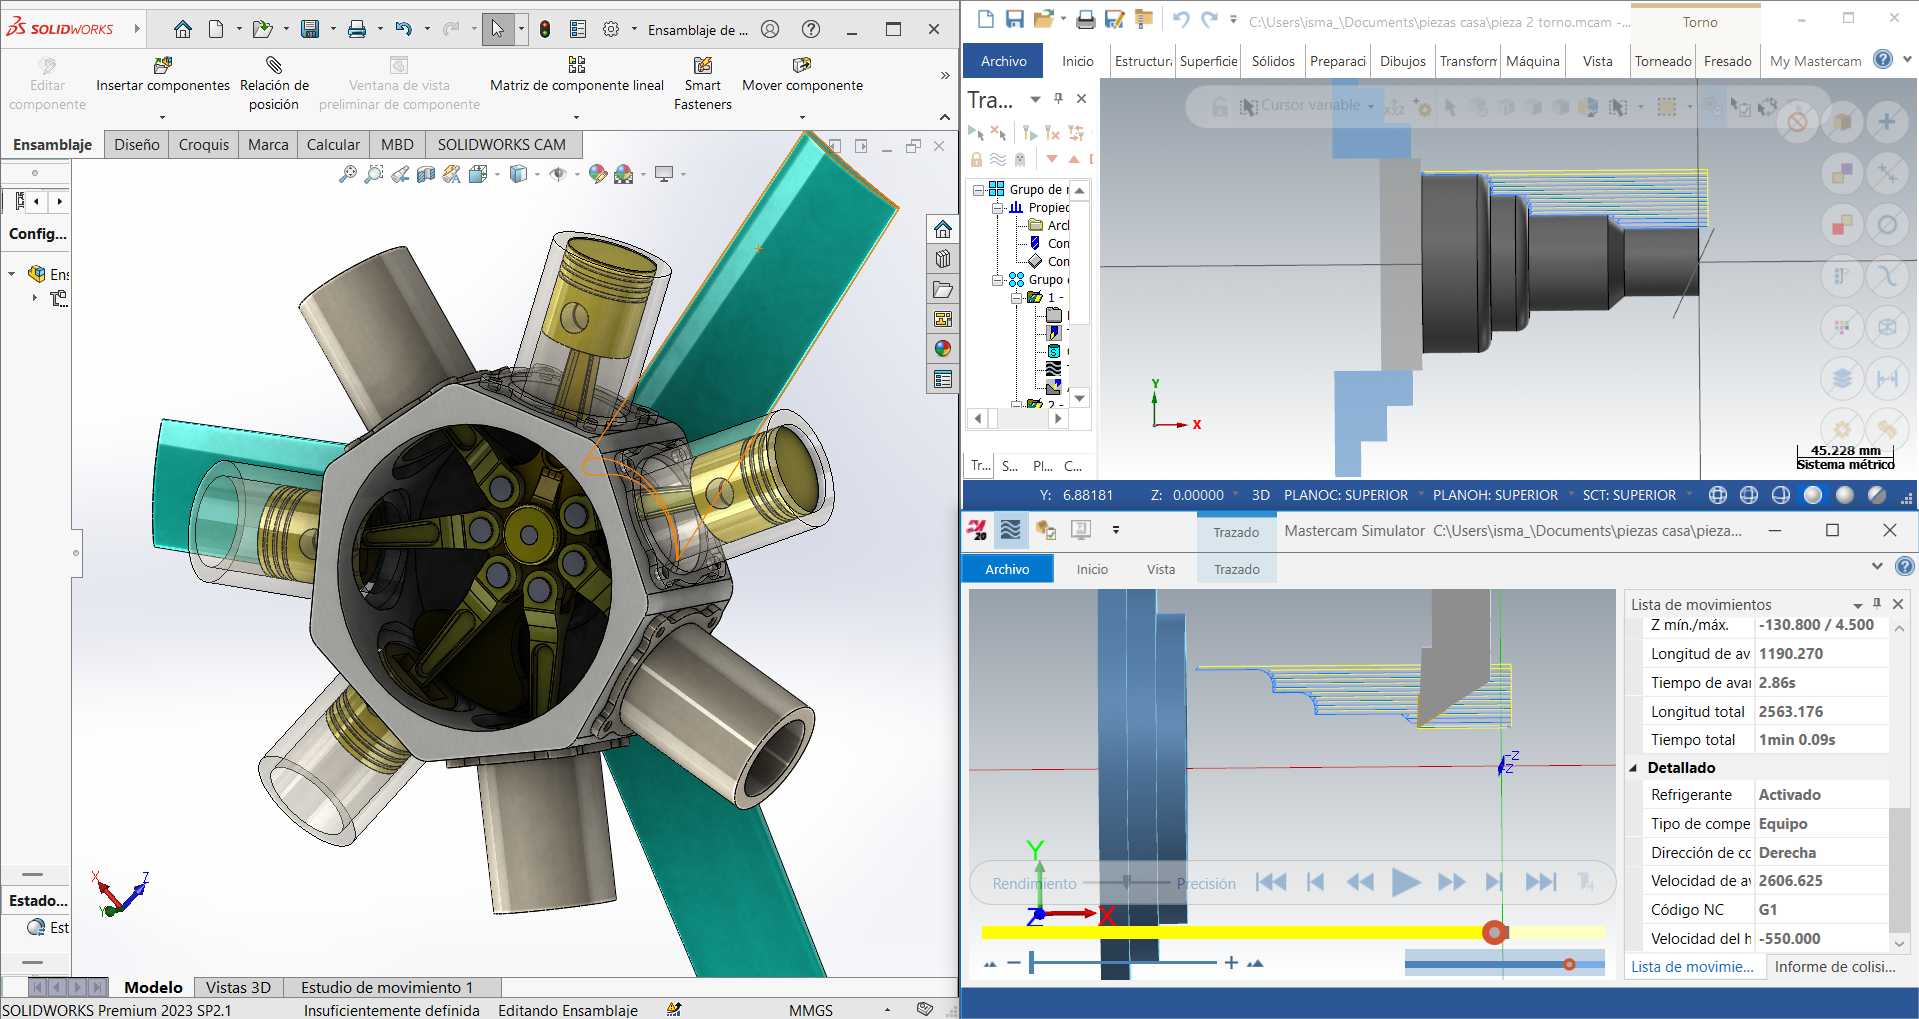 SOLIDWORKS
Ensamblaje de ...
Editar componente
Insertar componentes
Relación de posición
Ventana de vista preliminar de componente
Matriz de componente lineal
Smart Fasteners
Mover componente
Ensamblaje
Diseño
Croquis
Marca
Calcular
MBD
SOLIDWORKS CAM
Config...
Ens
Estado...
Est
X
Y
Z
Modelo
Vistas 3D
Estudio de movimiento 1
SOLIDWORKS Premium 2023 SP2.1
Insuficientemente definida
Editando Ensamblaje
MMGS
C:\Users\isma_\Documents\piezas casa\pieza 2 torno.mcam -...
Torno
Archivo
Inicio
Estructura
Superficie
Sólidos
Preparaci
Dibujos
Transform
Máquina
Vista
Torneado
Fresado
My Mastercam
Tra...
Cursor variable
Grupo de r
Propied
Arch
Con
Con
Grupo
1 -
2 -
Tr...
S...
Pl...
C...
Y
X
45.228 mm
Sistema métrico
Y: 6.88181
Z: 0.00000
3D
PLANOC: SUPERIOR
PLANOH: SUPERIOR
SCT: SUPERIOR
20
Trazado
Mastercam Simulator C:\Users\isma_\Documents\piezas casa\pieza...
Archivo
Inicio
Vista
Trazado
Z
Z
Y
Z
X
Rendimiento
Precisión
Lista de movimientos
Z mín./máx. -130.800 / 4.500
Longitud de av 1190.270
Tiempo de avai 2.86s
Longitud total 2563.176
Tiempo total 1min 0.09s
Detallado
Refrigerante Activado
Tipo de compe Equipo
Dirección de cc Derecha
Velocidad de a 2606.625
Código NC G1
Velocidad del h -550.000
Lista de movimie...
Informe de colisi...